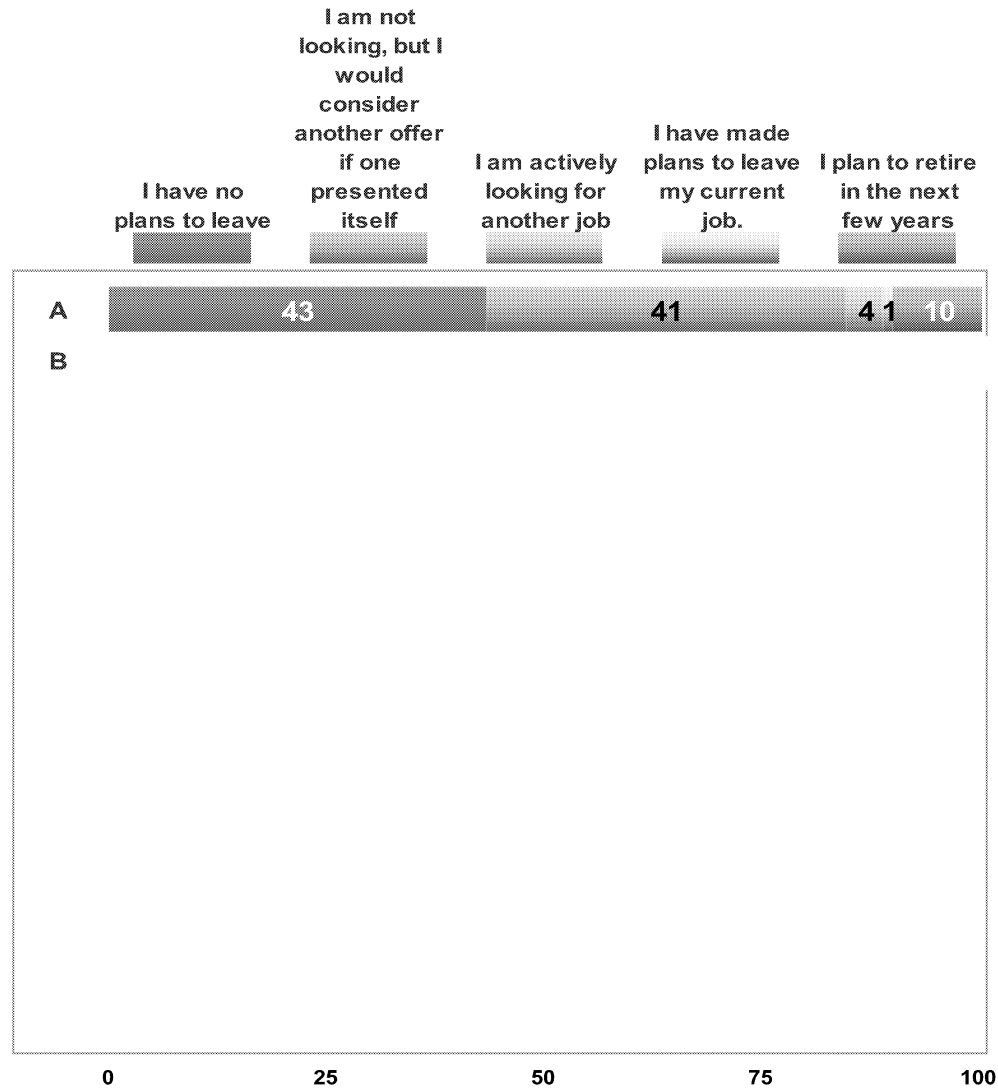 I have no
plans to leave
I am not
looking, but I
would
consider
another offer
if one
presented
itself
I am actively
looking for
another job
I have made
plans to leave
my current
job.
I plan to retire
in the next
few years
A 43 41 4 1 10
B
0 25 50 75 100